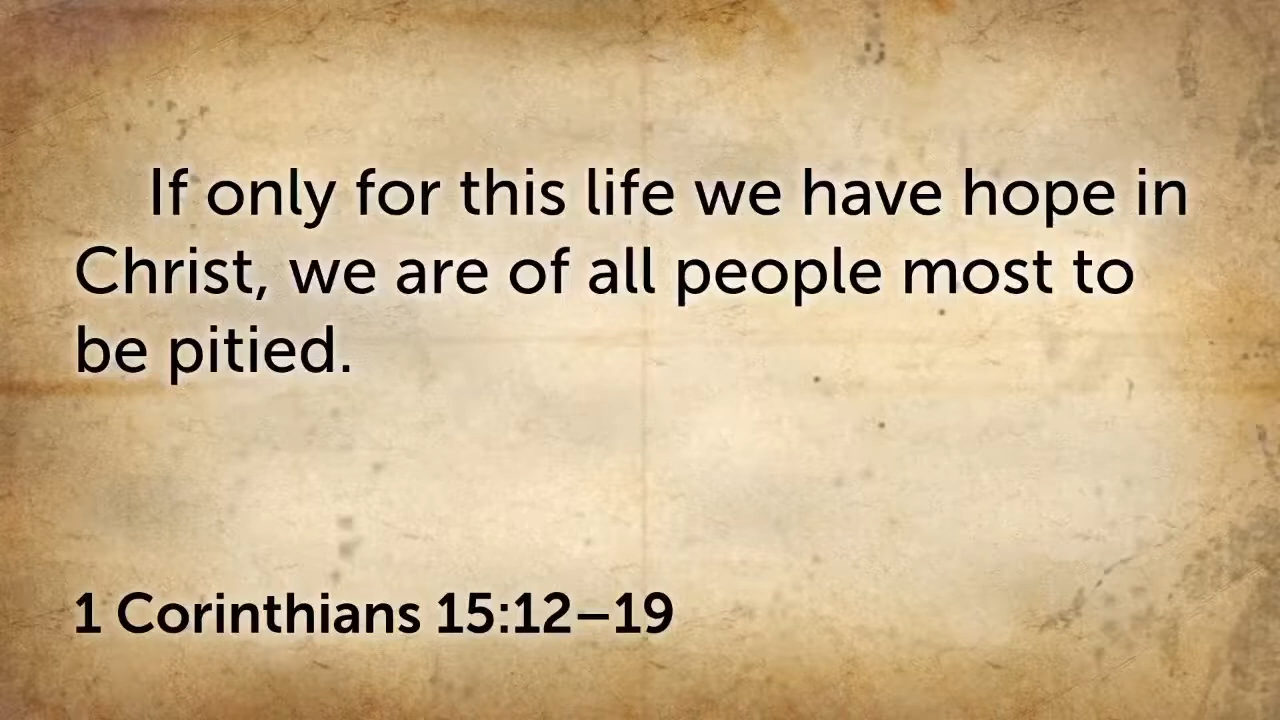 If only for this life we have hope in
Christ, we are of all people most to
be pitied.
1 Corinthians 15:12–19